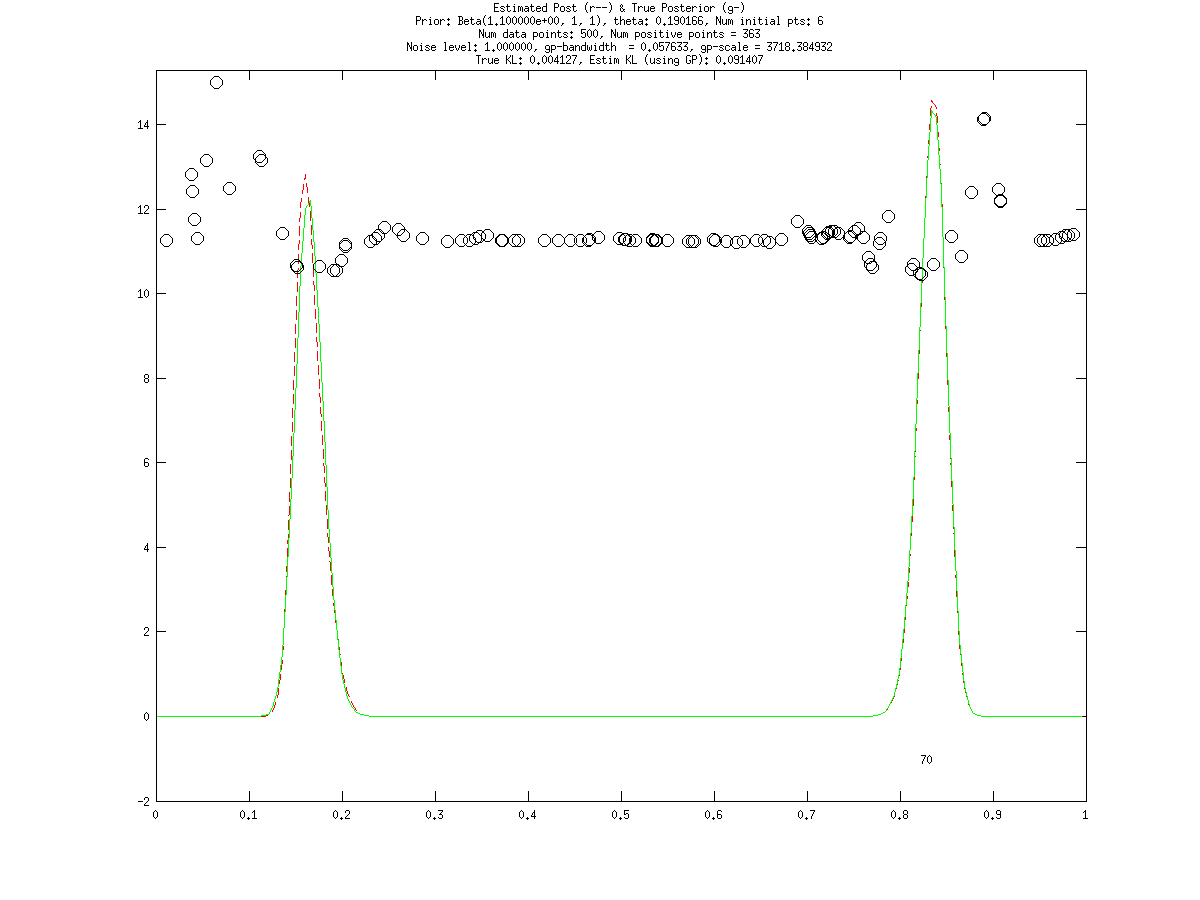 Estimated Post (r--) & True Posterior (g-)
Prior: Beta(1.100000e+00, 1, 1), theta: 0.190166, Num initial pts: 6
Num data points: 500, Num positive points = 363
Noise level: 1.000000, gp-bandwidth  = 0.057633, gp-scale = 3718.384932
True KL: 0.004127, Estim KL (using GP): 0.091407
14
12
10
8
6
4
2
0
70
-2
0 0.1 0.2 0.3 0.4 0.5 0.6 0.7 0.8 0.9 1